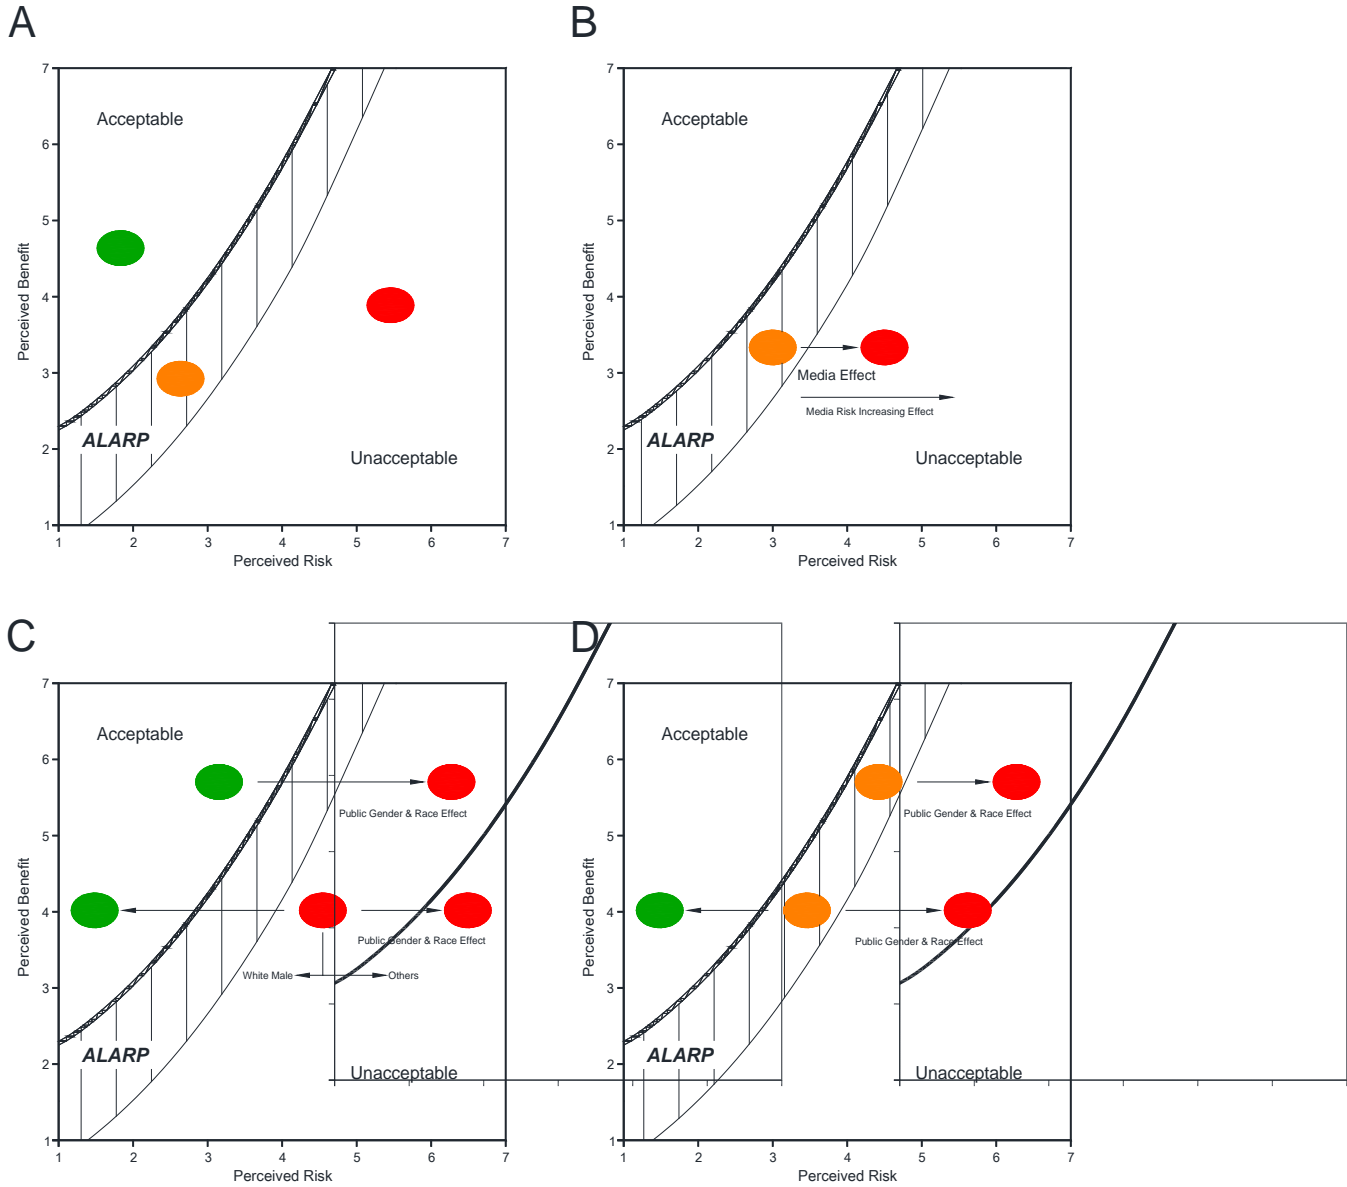 A
7
6
5
4
3
2
1
Perceived Benefit
Acceptable
ALARP
Unacceptable
1 2 3 4 5 6 7
Perceived Risk
B
7
6
5
4
3
2
1
Acceptable
Media Effect
Media Risk Increasing Effect
ALARP
Unacceptable
1 2 3 4 5 6 7
Perceived Risk
C
7
6
5
4
3
2
1
Perceived Benefit
Acceptable
Public Gender & Race Effect
Public Gender & Race Effect
White Male
Others
ALARP
Unacceptable
1 2 3 4 5 6 7
Perceived Risk
D
7
6
5
4
3
2
1
Perceived Benefit
Acceptable
Public Gender & Race Effect
Public Gender & Race Effect
ALARP
Unacceptable
1 2 3 4 5 6 7
Perceived Risk
Perceived Benefit